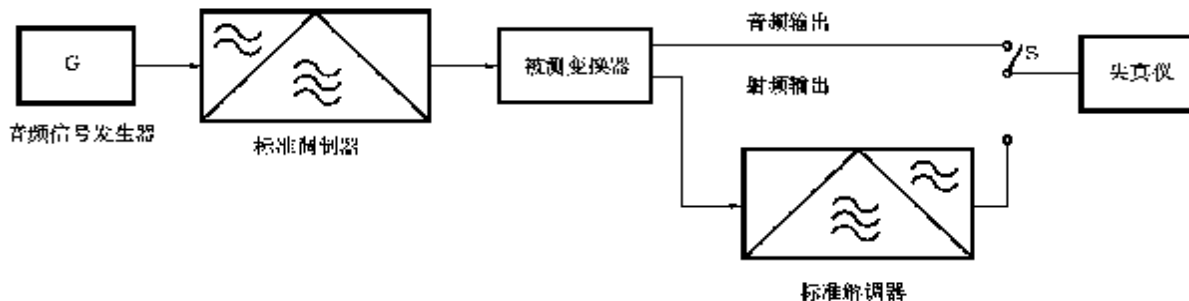 G
音频信号发生器
标准调制器
被测变换器
音频输出
射频输出
S
失真仪
标准解调器